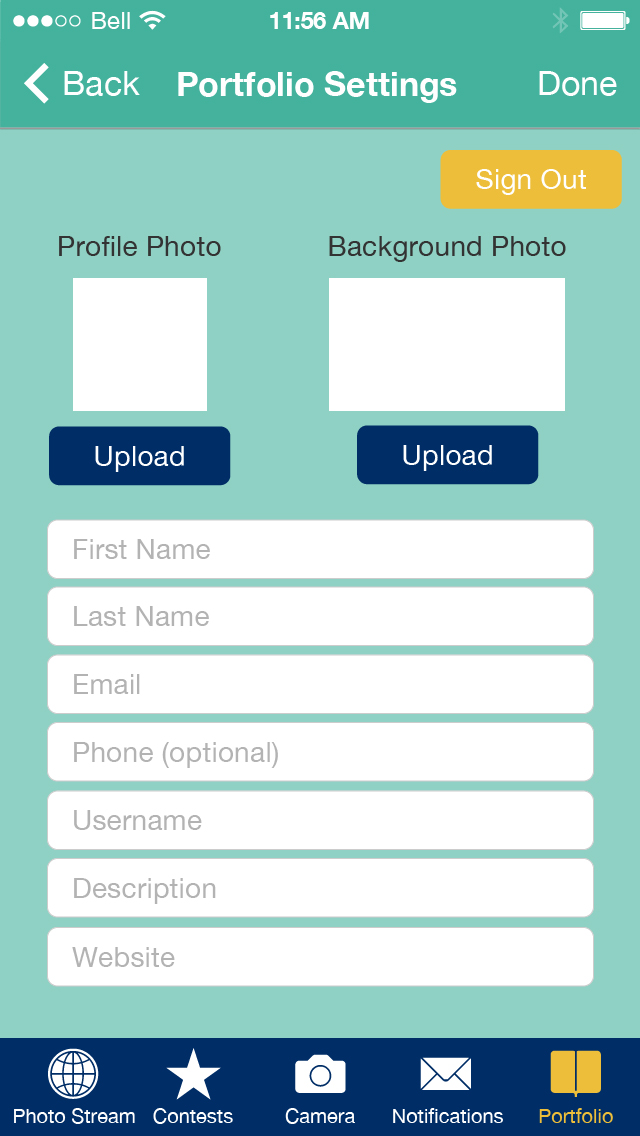 Bell 11:56 AM
Back Portfolio Settings Done
Sign Out
Profile Photo Background Photo
Upload Upload
First Name
Last Name
Email
Phone (optional)
Username
Description
Website
Photo Stream Contests Camera Notifications Portfolio